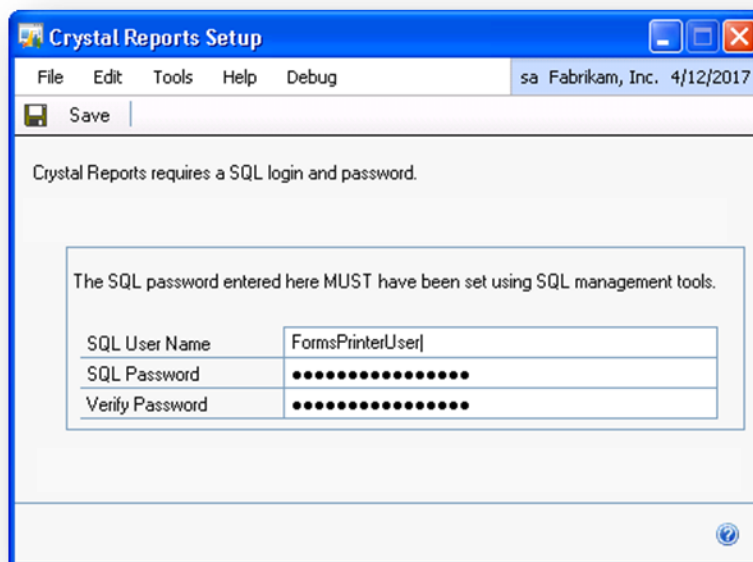 Crystal Reports Setup
File Edit Tools Help Debug sa Fabrikam, Inc. 4/12/2017
Save
Crystal Reports requires a SQL login and password.
The SQL password entered here MUST have been set using SQL management tools.
SQL User Name FormsPrinterUser
SQL Password ●●●●●●●●●●●●●●●●
Verify Password ●●●●●●●●●●●●●●●●